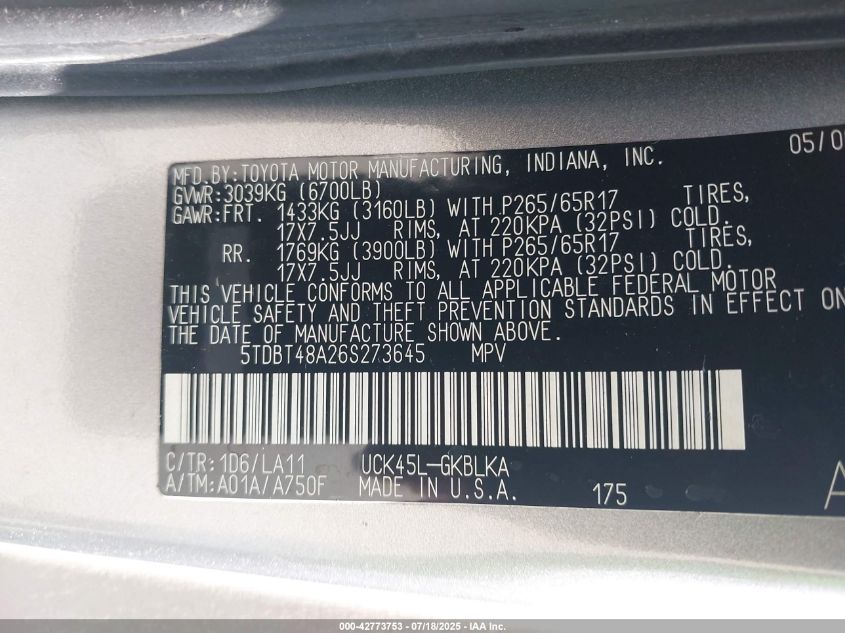 05/0
MFD. BY:TOYOTA MOTOR MANUFACTURING, INDIANA, INC.
GVWR:3039KG (6700LB)
GAWR:FRT. 1433KG (3160LB) WITH P265/65R17 TIRES,
17X7.5JJ RIMS, AT 220KPA (32PSI) COLD.
RR. 1769KG (3900LB) WITH P265/65R17 TIRES,
17X7.5JJ RIMS, AT 220KPA (32PSI) COLD.
THIS VEHICLE CONFORMS TO ALL APPLICABLE FEDERAL MOTOR
VEHICLE SAFETY AND THEFT PREVENTION STANDARDS IN EFFECT ON
THE DATE OF MANUFACTURE SHOWN ABOVE.
5TDBT48A26S273645 MPV
C/TR:1D6/LA11 UCK45L-GKBLKA
A/TM:A01A/A750F MADE IN U.S.A. 175
000-42773753 - 07/18/2025 - IAA Inc.